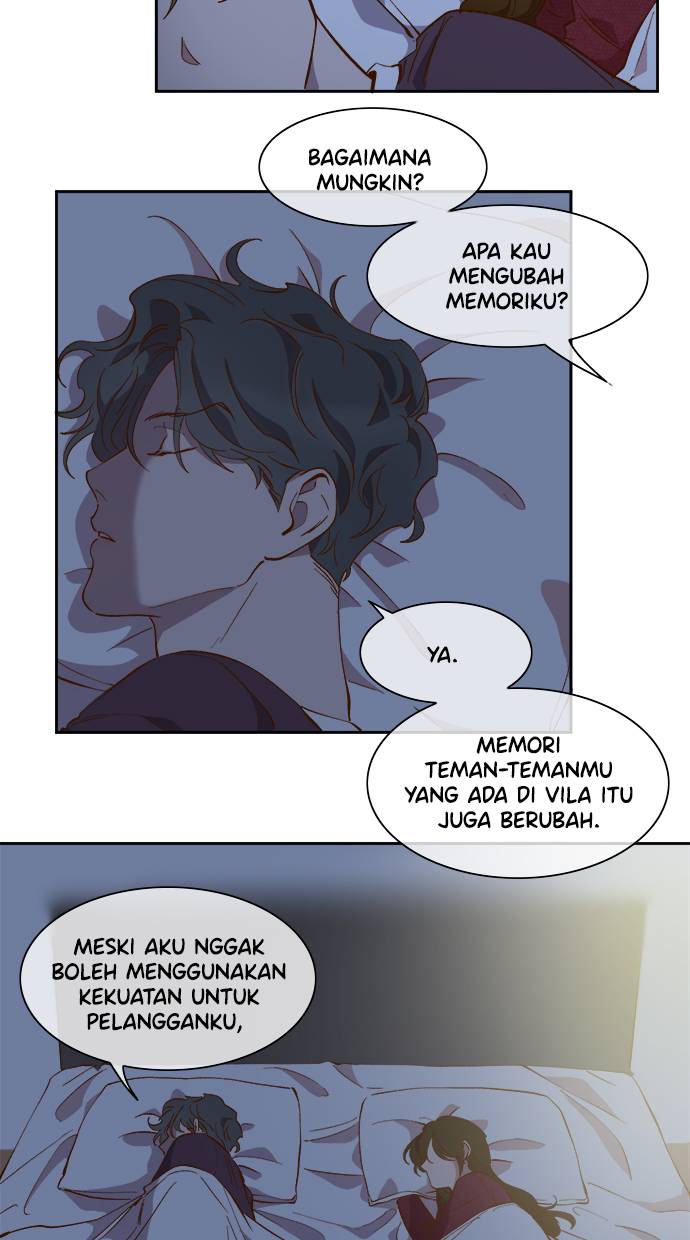 BAGAIMANA
MUNGKIN?
APA KAU
MENGUBAH
MEMORIKU?
YA.
MEMORI
TEMAN-TEMANMU
YANG ADA DI VILA ITU
JUGA BERUBAH.
MESKI AKU NGGAK
BOLEH MENGGUNAKAN
KEKUATAN UNTUK
PELANGGANKU,